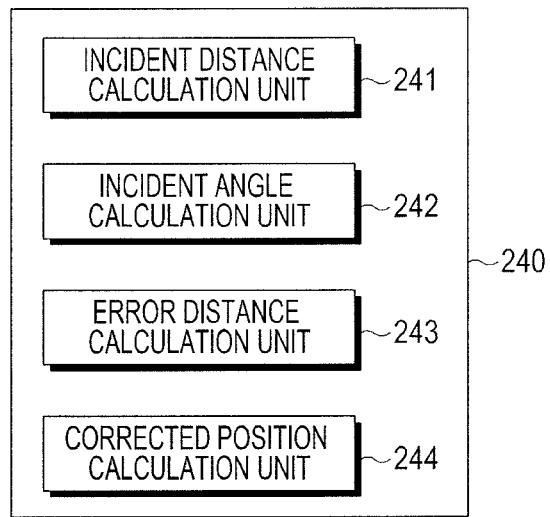 INCIDENT DISTANCE
CALCULATION UNIT
241
INCIDENT ANGLE
CALCULATION UNIT
242
240
ERROR DISTANCE
CALCULATION UNIT
243
CORRECTED POSITION
CALCULATION UNIT
244